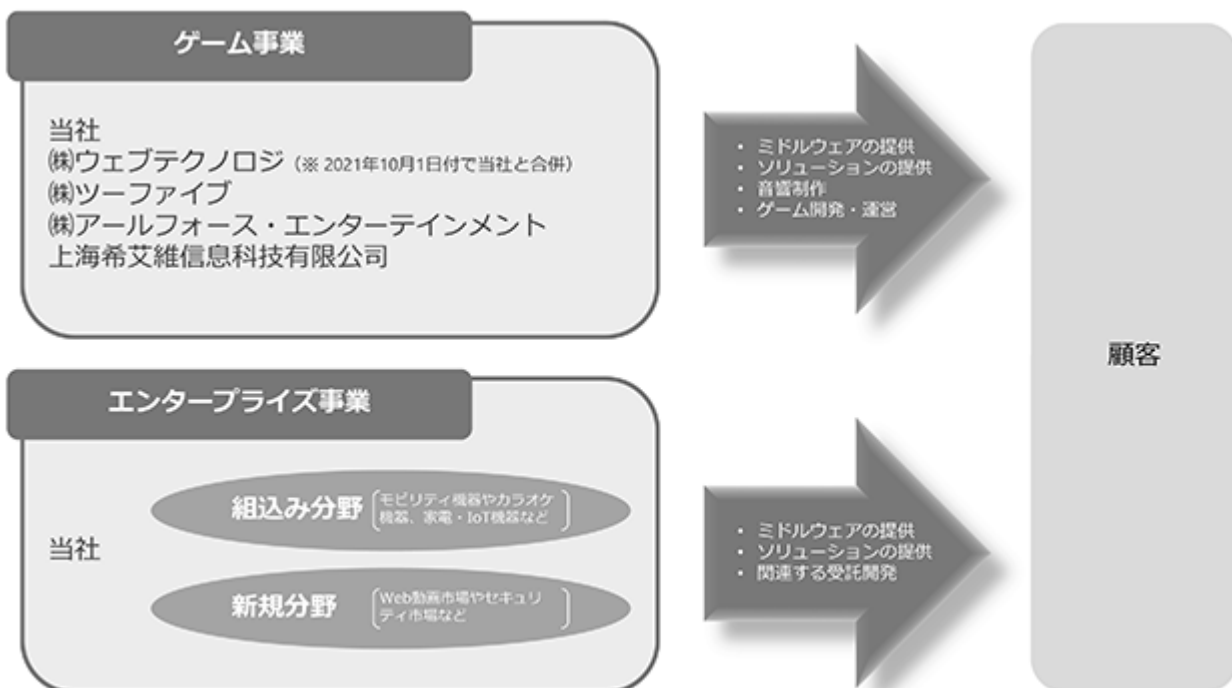 ゲーム事業
当社
㈱ウェブテクノロジ（※ 2021年10月1日付で当社と合併）
㈱ツーファイブ
㈱アールフォース・エンターテインメント
上海希艾維信息科技有限公司
・ ミドルウェアの提供
・ ソリューションの提供
・ 音響制作
・ ゲーム開発・運営
顧客
エンタープライズ事業
当社
組込み分野
モビリティ機器やカラオケ
機器、家電・IoT機器など
新規分野
Web動画市場やセキュリ
ティ市場など
・ ミドルウェアの提供
・ ソリューションの提供
・ 関連する受託開発